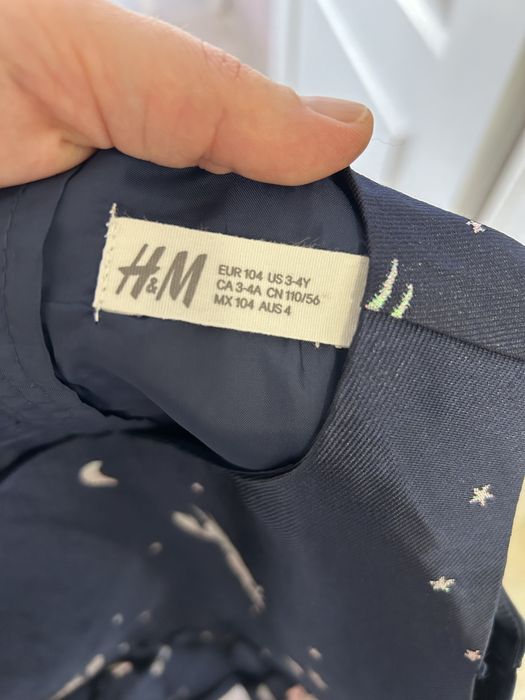 H&M
EUR 104 US 3-4Y
CA 3-4A CN 110/56
MX 104 AUS 4